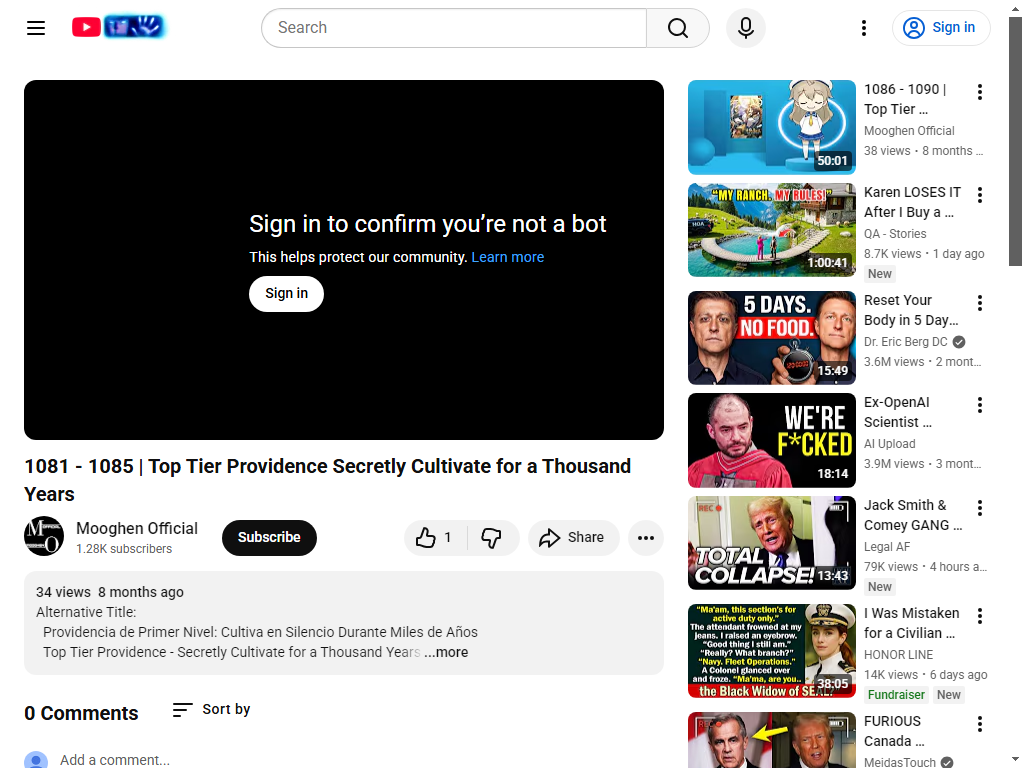 Search
Sign in
Sign in to confirm you’re not a bot
This helps protect our community. Learn more
Sign in
1081 - 1085 | Top Tier Providence Secretly Cultivate for a Thousand
Years
Mooghen Official
1.28K subscribers
Subscribe
1
Share
34 views 8 months ago
Alternative Title:
Providencia de Primer Nivel: Cultiva en Silencio Durante Miles de Años
Top Tier Providence - Secretly Cultivate for a Thousand Years ...more
0 Comments
Sort by
Add a comment...
50:01
1086 - 1090 |
Top Tier ...
Mooghen Official
38 views • 8 months ...
"MY RANCH, MY RULES!"
HOA
1:00:41
Karen LOSES IT
After I Buy a ...
QA - Stories
8.7K views • 1 day ago
New
5 DAYS.
NO FOOD.
15:49
Reset Your
Body in 5 Day...
Dr. Eric Berg DC
3.6M views • 2 mont...
WE'RE
F*CKED
18:14
Ex-OpenAI
Scientist ...
AI Upload
3.9M views • 3 mont...
REC
TOTAL
COLLAPSE!
13:43
Jack Smith &
Comey GANG ...
Legal AF
79K views • 4 hours a...
New
"Ma'am, this section's for
active duty only."
The attendant frowned at my
jeans. I raised an eyebrow.
"Good thing I still am."
"Really? What branch?"
"Navy. Fleet Operations."
A Colonel glanced over
and froze. "Ma'ma, are you..
the Black Widow of SEAL?
38:05
I Was Mistaken
for a Civilian ...
HONOR LINE
14K views • 6 days ago
Fundraiser New
REC
FURIOUS
Canada ...
MeidasTouch